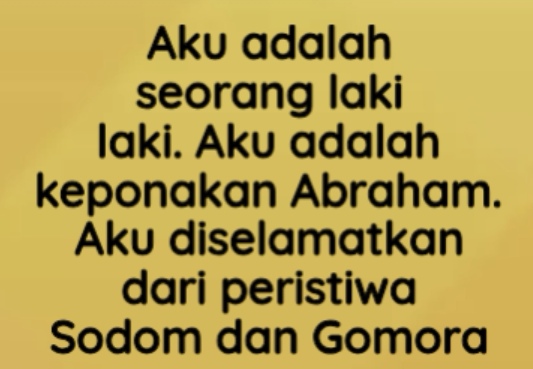 Aku adalah
seorang laki
laki. Aku adalah
keponakan Abraham.
Aku diselamatkan
dari peristiwa
Sodom dan Gomora